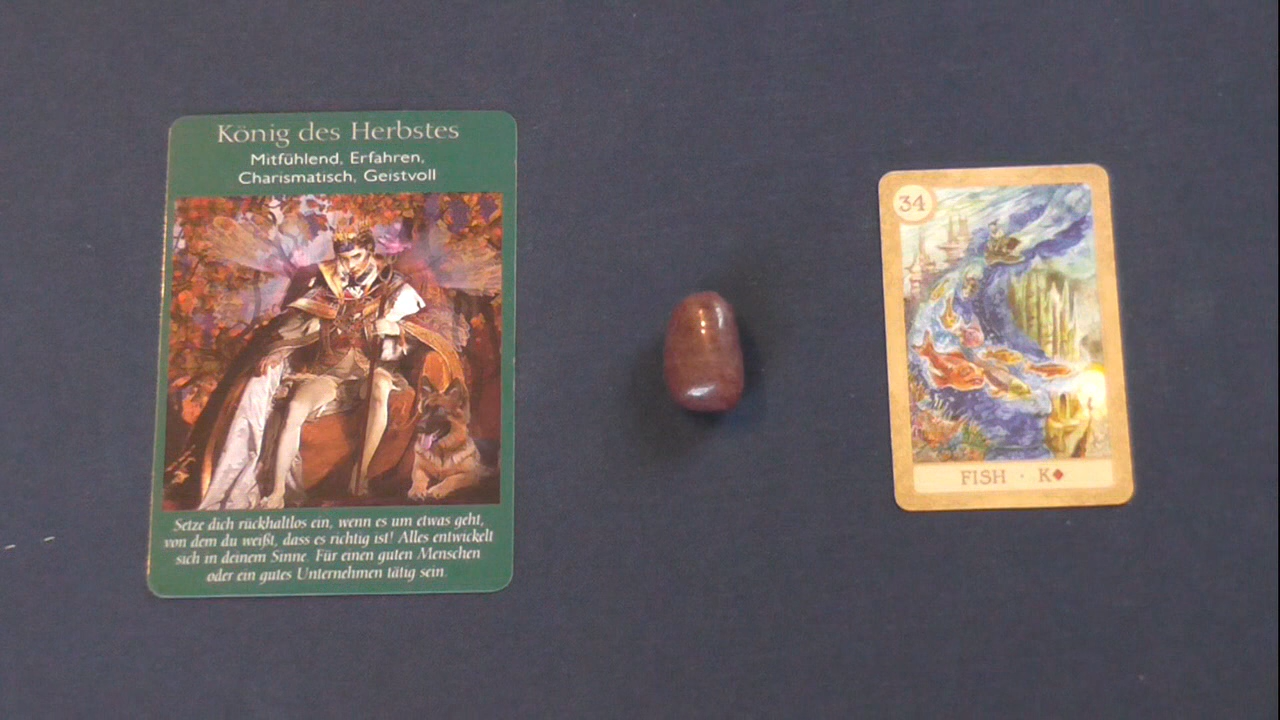 König des Herbstes
Mitfühlend, Erfahren,
Charismatisch, Geistvoll
Setze dich rückhaltlos ein, wenn es um etwas geht,
von dem du weißt, dass es richtig ist! Alles entwickelt
sich in deinem Sinne. Für einen guten Menschen
oder ein gutes Unternehmen tätig sein.
34
FISH · K♦